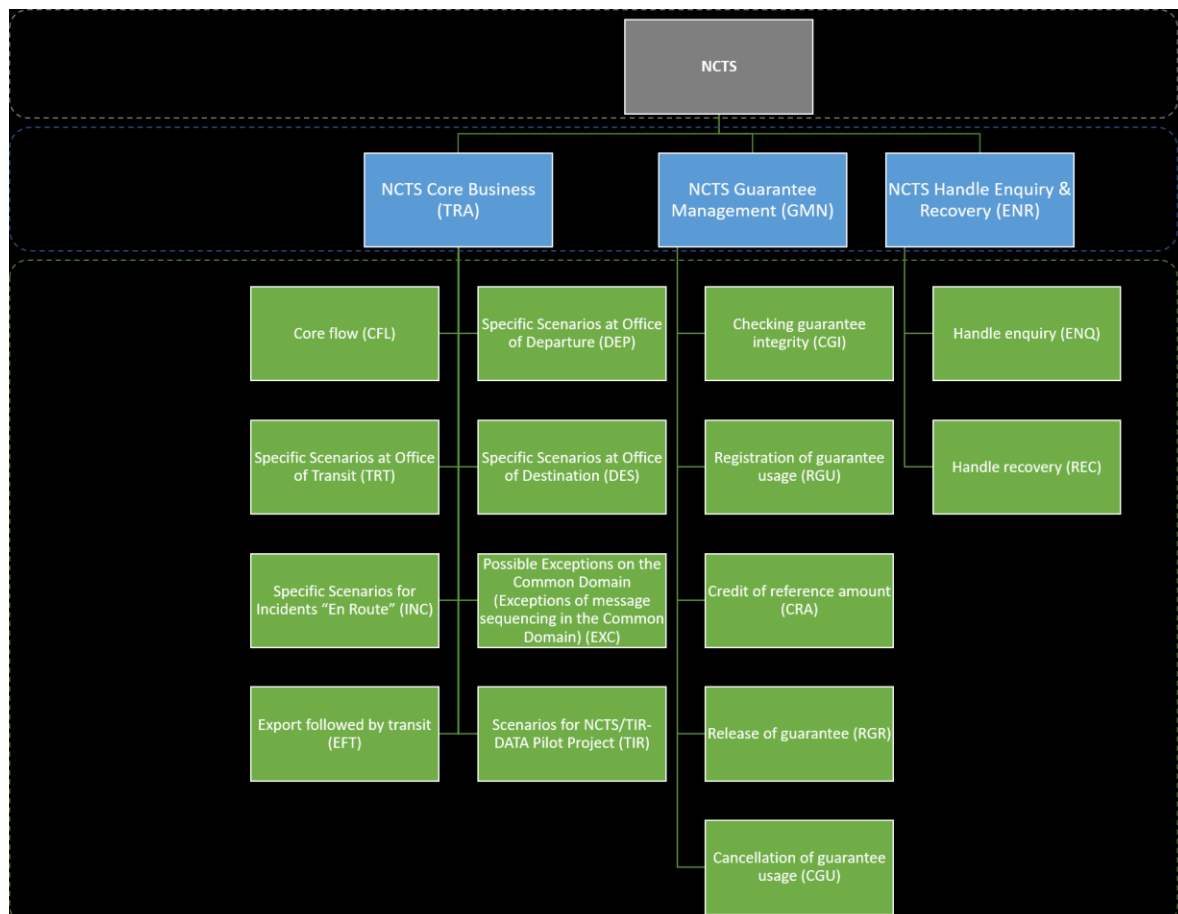 NCTS
NCTS Core Business
(TRA)
NCTS Guarantee
Management (GMN)
NCTS Handle Enquiry &
Recovery (ENR)
Core flow (CFL)
Specific Scenarios at Office
of Departure (DEP)
Checking guarantee
integrity (CGI)
Handle enquiry (ENQ)
Specific Scenarios at Office
of Transit (TRT)
Specific Scenarios at Office
of Destination (DES)
Registration of guarantee
usage (RGU)
Handle recovery (REC)
Specific Scenarios for
Incidents “En Route” (INC)
Possible Exceptions on the
Common Domain
(Exceptions of message
sequencing in the Common
Domain) (EXC)
Credit of reference amount
(CRA)
Export followed by transit
(EFT)
Scenarios for NCTS/TIR-
DATA Pilot Project (TIR)
Release of guarantee (RGR)
Cancellation of guarantee
usage (CGU)